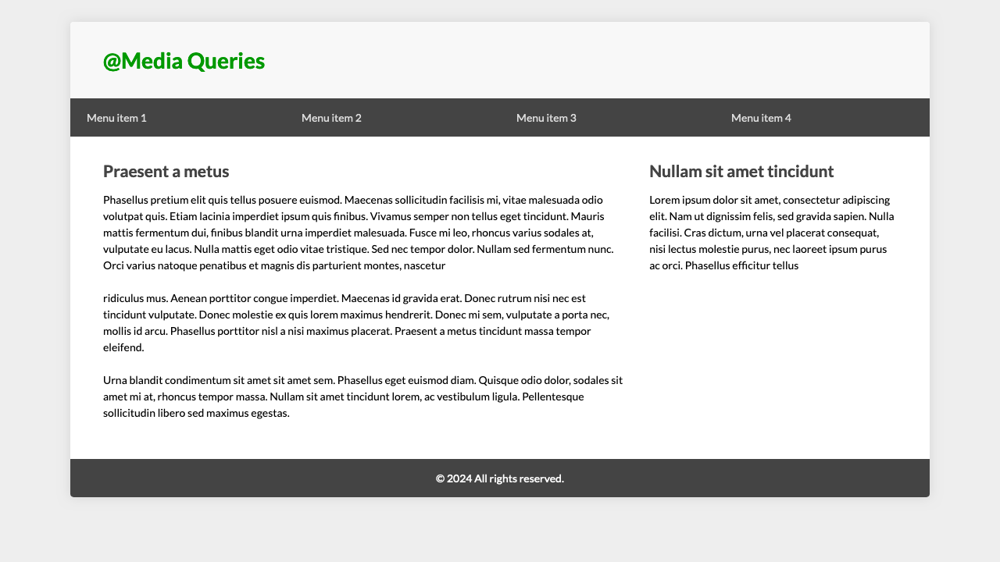 @Media Queries
Menu item 1
Menu item 2
Menu item 3
Menu item 4
Praesent a metus
Phasellus pretium elit quis tellus posuere euismod. Maecenas sollicitudin facilisis mi, vitae malesuada odio
volutpat quis. Etiam lacinia imperdiet ipsum quis finibus. Vivamus semper non tellus eget tincidunt. Mauris
mattis fermentum dui, finibus blandit urna imperdiet malesuada. Fusce mi leo, rhoncus varius sodales at,
vulputate eu lacus. Nulla mattis eget odio vitae tristique. Sed nec tempor dolor. Nullam sed fermentum nunc.
Orci varius natoque penatibus et magnis dis parturient montes, nascetur
ridiculus mus. Aenean porttitor congue imperdiet. Maecenas id gravida erat. Donec rutrum nisi nec est
tincidunt vulputate. Donec molestie ex quis lorem maximus hendrerit. Donec mi sem, vulputate a porta nec,
mollis id arcu. Phasellus porttitor nisl a nisi maximus placerat. Praesent a metus tincidunt massa tempor
eleifend.
Urna blandit condimentum sit amet sit amet sem. Phasellus eget euismod diam. Quisque odio dolor, sodales sit
amet mi at, rhoncus tempor massa. Nullam sit amet tincidunt lorem, ac vestibulum ligula. Pellentesque
sollicitudin libero sed maximus egestas.
Nullam sit amet tincidunt
Lorem ipsum dolor sit amet, consectetur adipiscing
elit. Nam ut dignissim felis, sed gravida sapien. Nulla
facilisi. Cras dictum, urna vel placerat consequat,
nisi lectus molestie purus, nec laoreet ipsum purus
ac orci. Phasellus efficitur tellus
© 2024 All rights reserved.